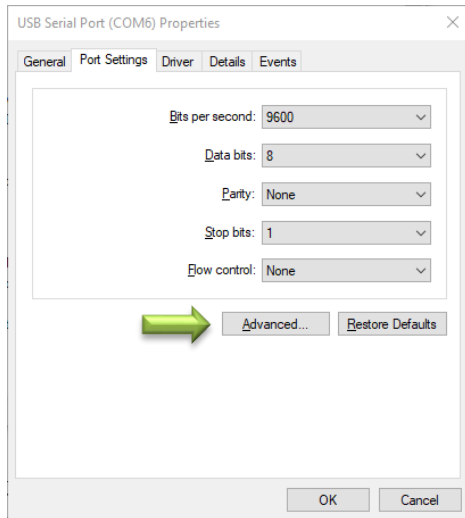 USB Serial Port (COM6) Properties
General Port Settings Driver Details Events
Bits per second: 9600
Data bits: 8
Parity: None
Stop bits: 1
Flow control: None
Advanced... Restore Defaults
OK Cancel